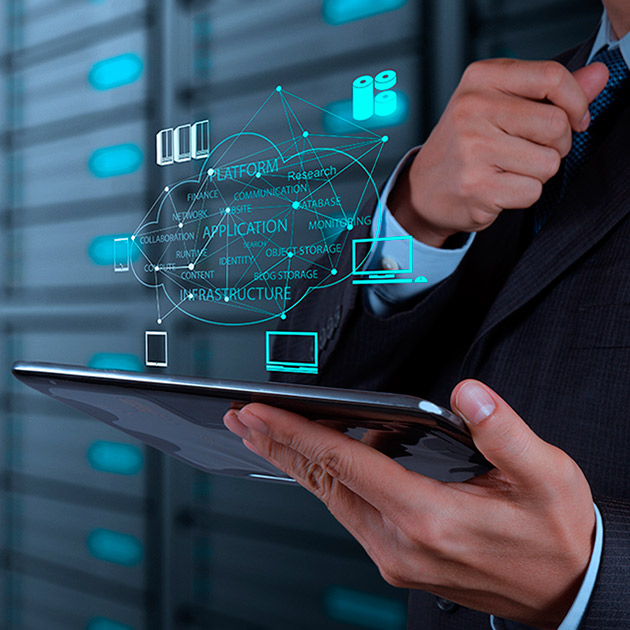 PLATFORM
Research
FINANCE
COMMUNICATION
NETWORK
WEBSITE
DATABASE
COLLABORATION
APPLICATION
MONITORING
SEARCH
RUNTIME
OBJECT STORAGE
IDENTITY
COMPUTE
CONTENT
BLOG STORAGE
INFRASTRUCTURE